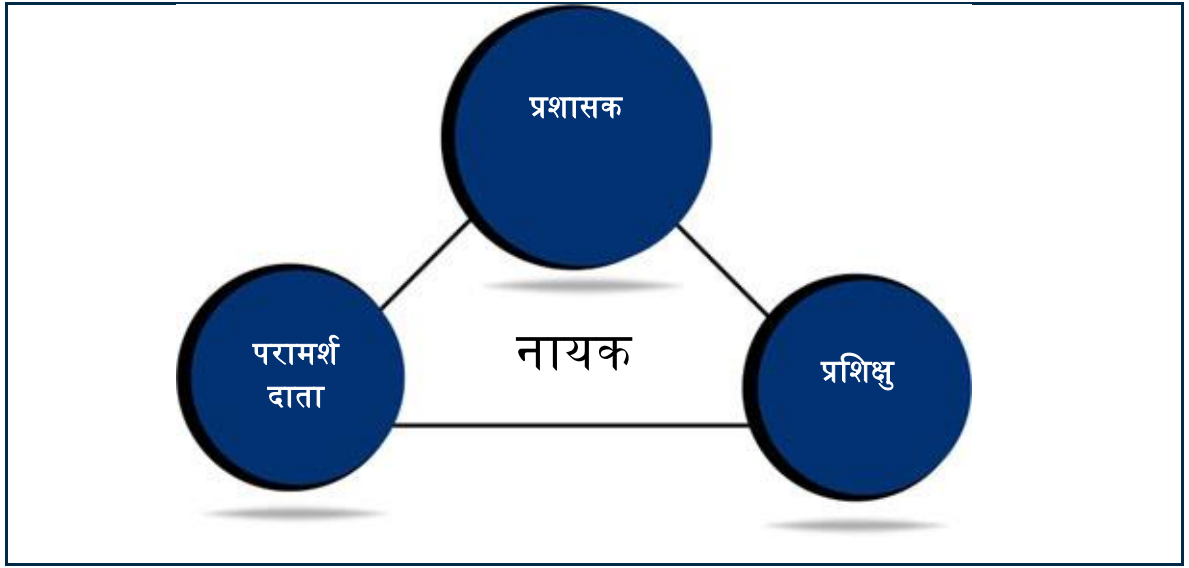 प्रशासक
परामर्श
दाता
नायक
प्रशिक्षु